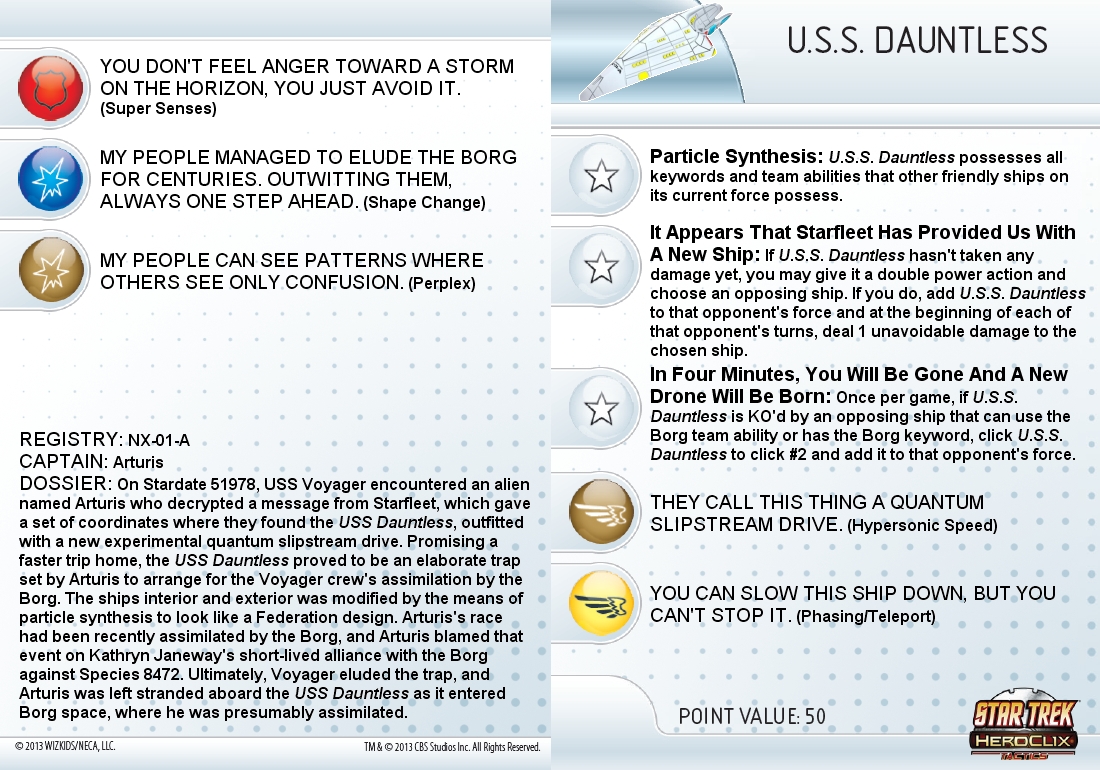 YOU DON'T FEEL ANGER TOWARD A STORM
ON THE HORIZON, YOU JUST AVOID IT.
(Super Senses)
MY PEOPLE MANAGED TO ELUDE THE BORG
FOR CENTURIES. OUTWITTING THEM,
ALWAYS ONE STEP AHEAD. (Shape Change)
MY PEOPLE CAN SEE PATTERNS WHERE
OTHERS SEE ONLY CONFUSION. (Perplex)
REGISTRY: NX-01-A
CAPTAIN: Arturis
DOSSIER: On Stardate 51978, USS Voyager encountered an alien
named Arturis who decrypted a message from Starfleet, which gave
a set of coordinates where they found the USS Dauntless, outfitted
with a new experimental quantum slipstream drive. Promising a
faster trip home, the USS Dauntless proved to be an elaborate trap
set by Arturis to arrange for the Voyager crew's assimilation by the
Borg. The ships interior and exterior was modified by the means of
particle synthesis to look like a Federation design. Arturis's race
had been recently assimilated by the Borg, and Arturis blamed that
event on Kathryn Janeway's short-lived alliance with the Borg
against Species 8472. Ultimately, Voyager eluded the trap, and
Arturis was left stranded aboard the USS Dauntless as it entered
Borg space, where he was presumably assimilated.
© 2013 WIZKIDS/NECA, LLC.
TM & © 2013 CBS Studios Inc. All Rights Reserved.
U.S.S. DAUNTLESS
Particle Synthesis: U.S.S. Dauntless possesses all
keywords and team abilities that other friendly ships on
its current force possess.
It Appears That Starfleet Has Provided Us With
A New Ship: If U.S.S. Dauntless hasn't taken any
damage yet, you may give it a double power action and
choose an opposing ship. If you do, add U.S.S. Dauntless
to that opponent's force and at the beginning of each of
that opponent's turns, deal 1 unavoidable damage to the
chosen ship.
In Four Minutes, You Will Be Gone And A New
Drone Will Be Born: Once per game, if U.S.S.
Dauntless is KO'd by an opposing ship that can use the
Borg team ability or has the Borg keyword, click U.S.S.
Dauntless to click #2 and add it to that opponent's force.
THEY CALL THIS THING A QUANTUM
SLIPSTREAM DRIVE. (Hypersonic Speed)
YOU CAN SLOW THIS SHIP DOWN, BUT YOU
CAN'T STOP IT. (Phasing/Teleport)
POINT VALUE: 50
STAR TREK
HEROCLIX
TACTICS